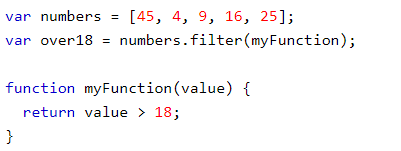 var numbers = [45, 4, 9, 16, 25];
var over18 = numbers.filter(myFunction);

function myFunction(value) {
  return value > 18;
}